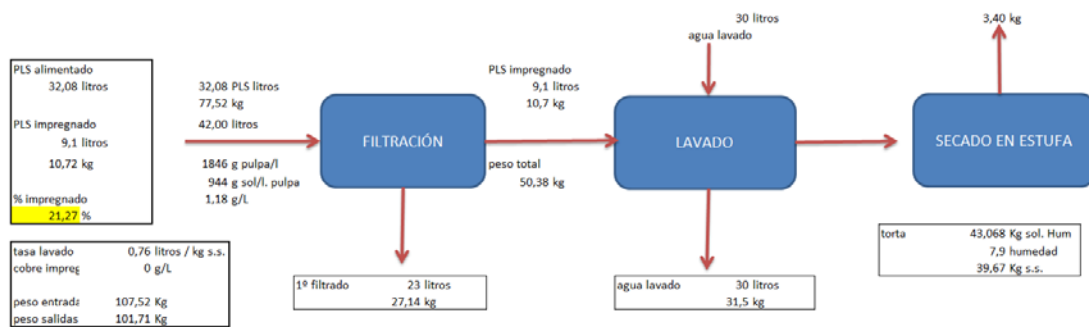 PLS alimentado
32,08 litros
PLS impregnado
9,1 litros
10,72 kg
% impregnado
21,27 %
tasa lavado 0,76 litros / kg s.s.
cobre impreg 0 g/L
peso entrada 107,52 Kg
peso salidas 101,71 Kg
32,08 PLS litros
77,52 kg
42,00 litros
1846 g pulpa/l
944 g sol/l. pulpa
1,18 g/L
FILTRACIÓN
1º filtrado 23 litros
27,14 kg
PLS impregnado
9,1 litros
10,7 kg
peso total
50,38 kg
30 litros
agua lavado
LAVADO
agua lavado 30 litros
31,5 kg
3,40 kg
SECADO EN ESTUFA
torta 43,068 Kg sol. Hum
7,9 humedad
39,67 Kg s.s.